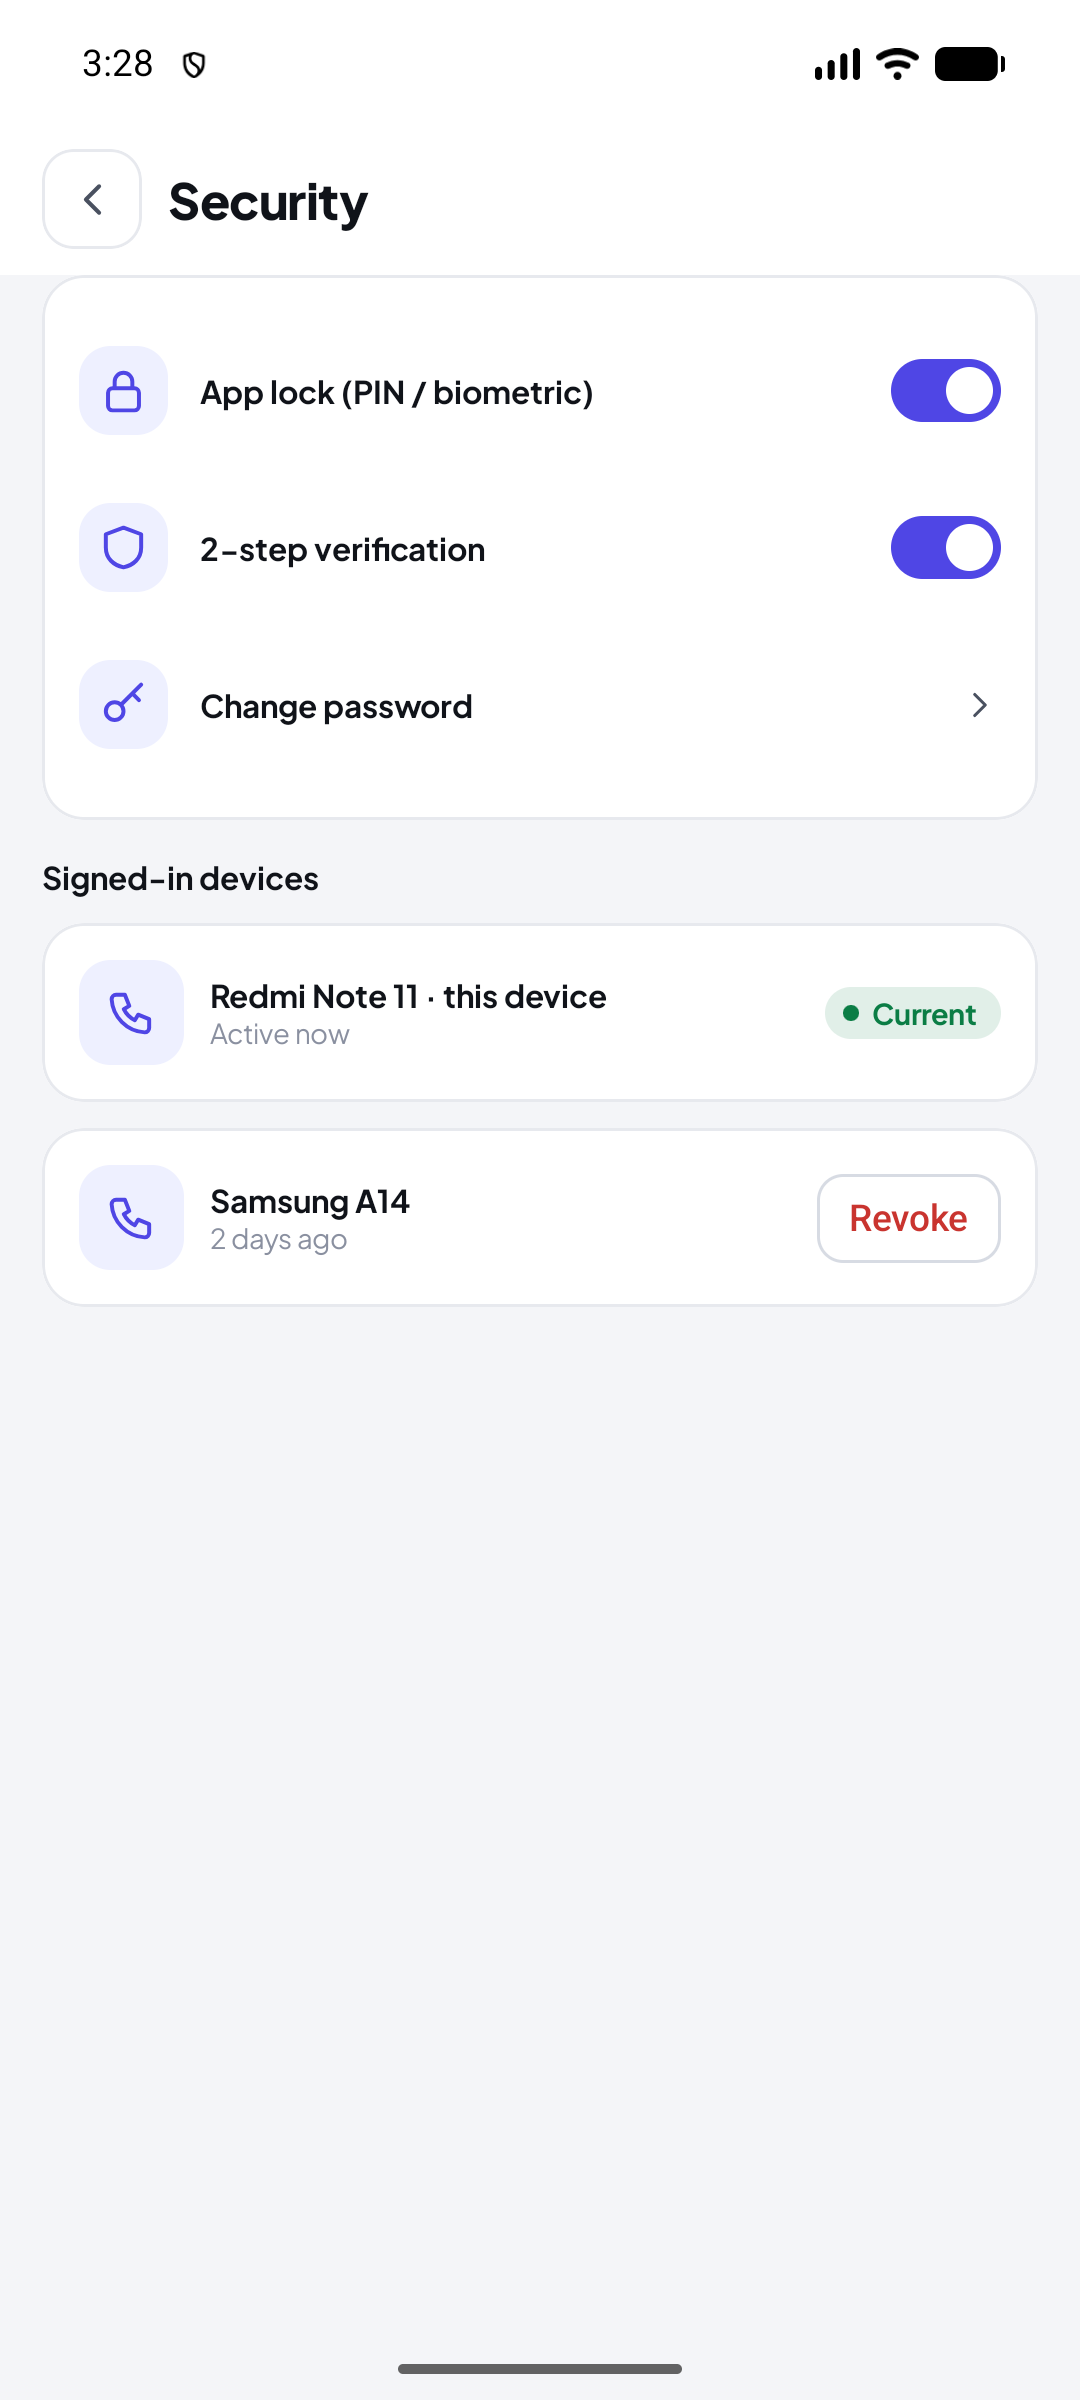 3:28
Security
App lock (PIN / biometric)
2-step verification
Change password
Signed-in devices
Redmi Note 11 · this device
Active now
Current
Samsung A14
2 days ago
Revoke